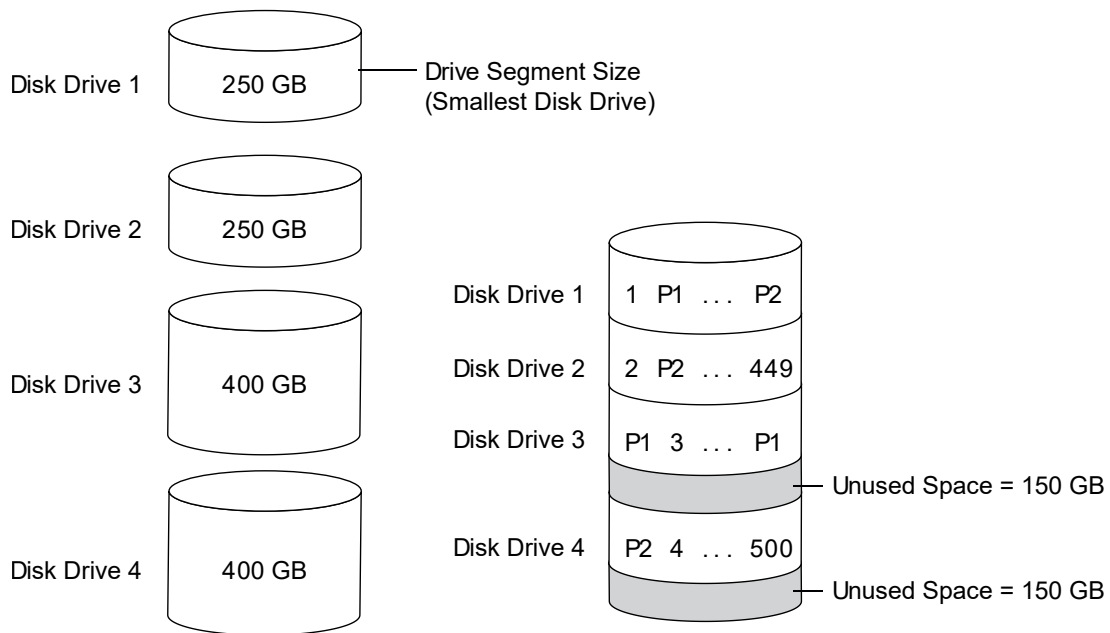 Disk Drive 1
250 GB
Drive Segment Size
(Smallest Disk Drive)
Disk Drive 2
250 GB
Disk Drive 3
400 GB
Disk Drive 4
400 GB
Disk Drive 1
1 P1 . . . P2
Disk Drive 2
2 P2 . . . 449
Disk Drive 3
P1 3 . . . P1
Unused Space = 150 GB
Disk Drive 4
P2 4 . . . 500
Unused Space = 150 GB